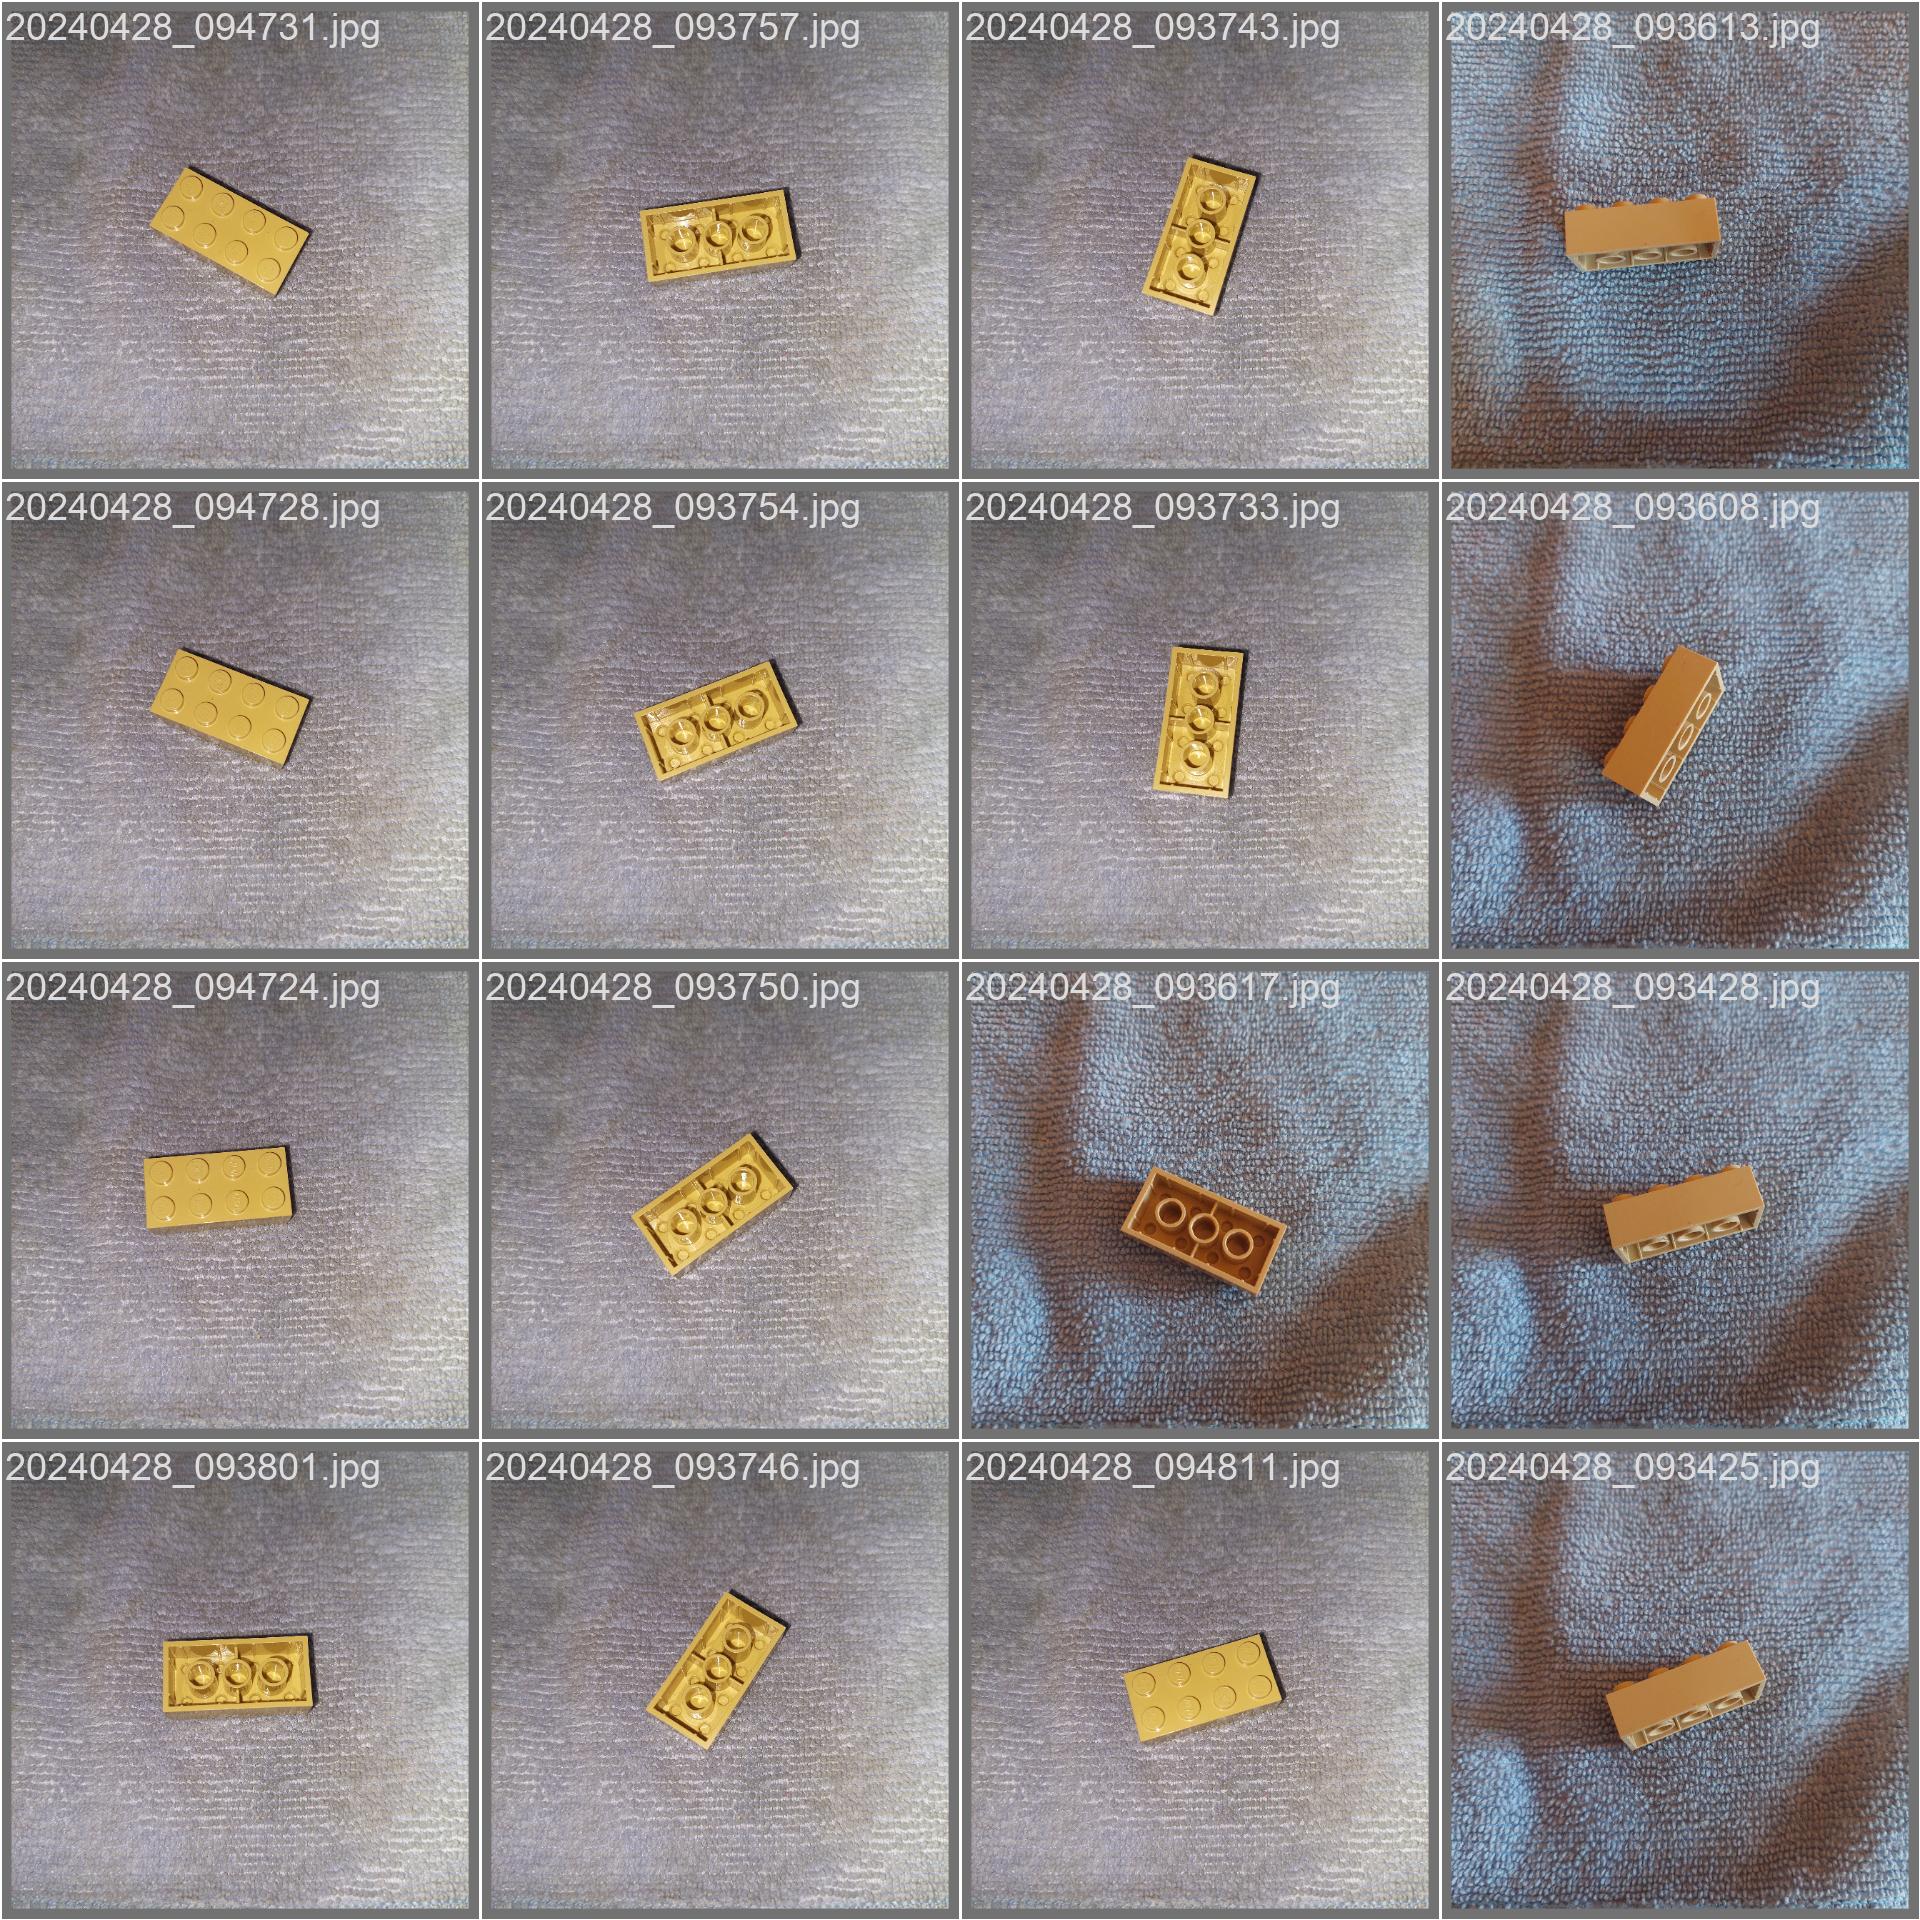 20240428_094731.jpg
20240428_093757.jpg
20240428_093743.jpg
20240428_093613.jpg
20240428_094728.jpg
20240428_093754.jpg
20240428_093733.jpg
20240428_093608.jpg
20240428_094724.jpg
20240428_093750.jpg
20240428_093617.jpg
20240428_093428.jpg
20240428_093801.jpg
20240428_093746.jpg
20240428_094811.jpg
20240428_093425.jpg